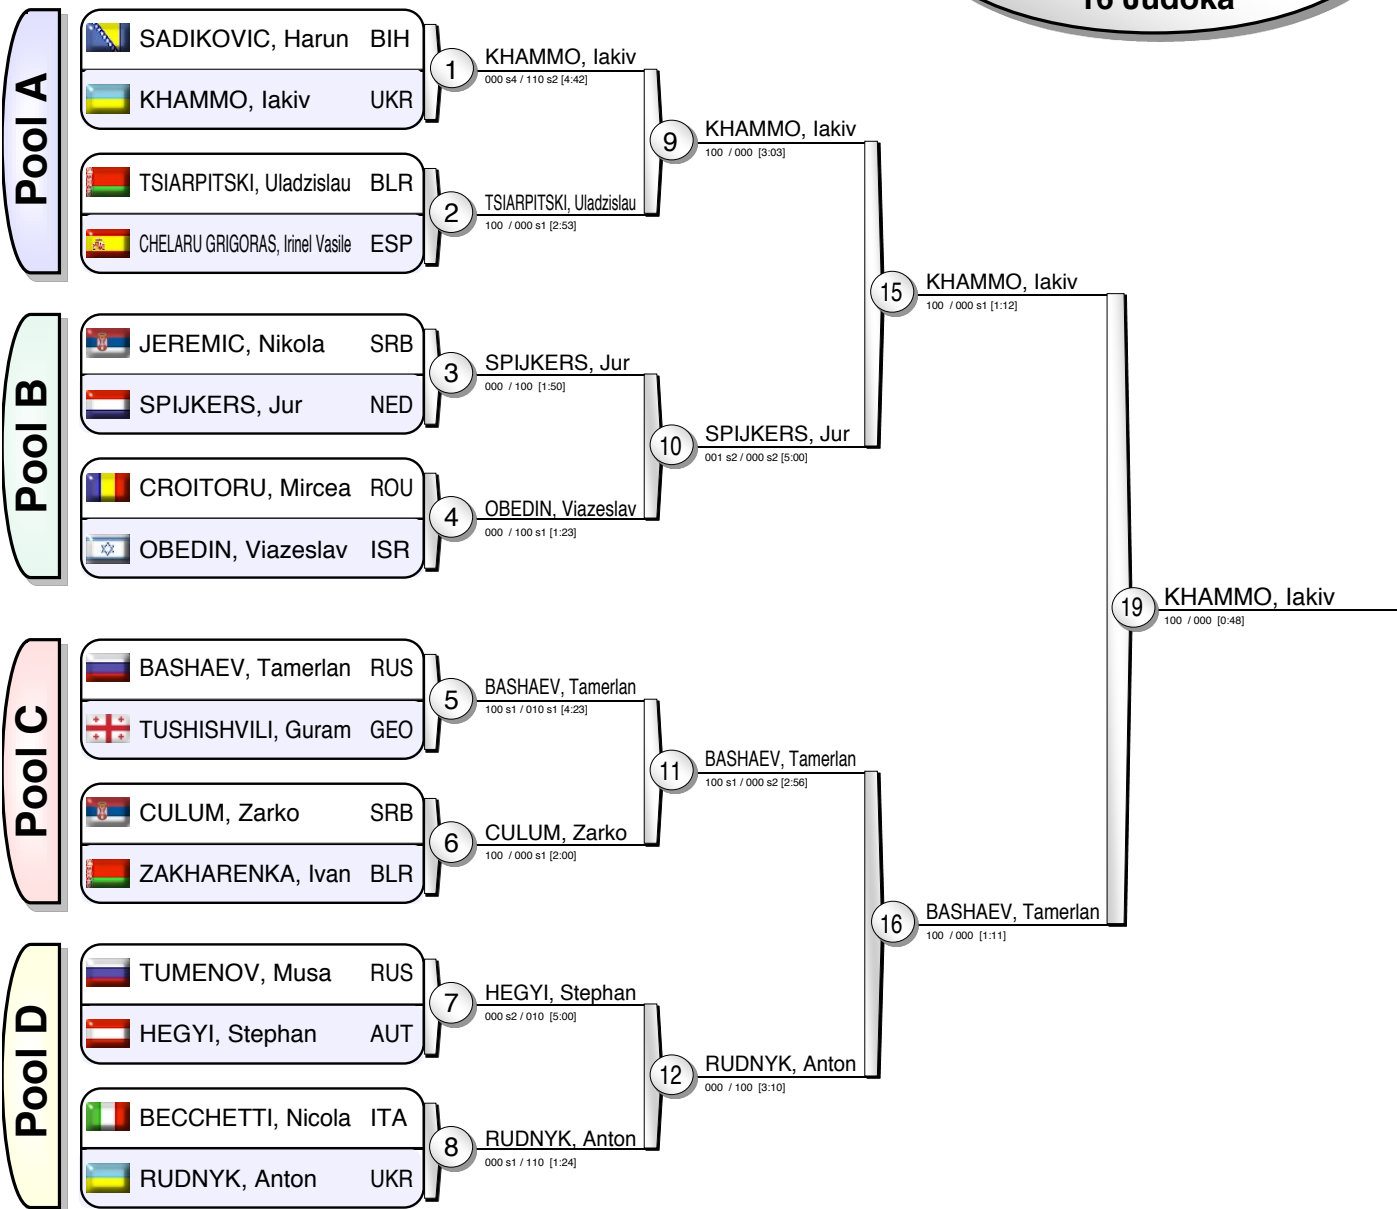 16 Judoka
Pool A
SADIKOVIC, Harun BIH
KHAMMO, Iakiv UKR
TSIARPITSKI, Uladzislau BLR
CHELARU GRIGORAS, Irinel Vasile ESP
Pool B
JEREMIC, Nikola SRB
SPIJKERS, Jur NED
CROITORU, Mircea ROU
OBEDIN, Viazeslav ISR
Pool C
BASHAEV, Tamerlan RUS
TUSHISHVILI, Guram GEO
CULUM, Zarko SRB
ZAKHARENKA, Ivan BLR
Pool D
TUMENOV, Musa RUS
HEGYI, Stephan AUT
BECCHETTI, Nicola ITA
RUDNYK, Anton UKR
1 KHAMMO, Iakiv
000 s4 / 110 s2 [4:42]
2 TSIARPITSKI, Uladzislau
100 / 000 s1 [2:53]
3 SPIJKERS, Jur
000 / 100 [1:50]
4 OBEDIN, Viazeslav
000 / 100 s1 [1:23]
5 BASHAEV, Tamerlan
100 s1 / 010 s1 [4:23]
6 CULUM, Zarko
100 / 000 s1 [2:00]
7 HEGYI, Stephan
000 s2 / 010 [5:00]
8 RUDNYK, Anton
000 s1 / 110 [1:24]
9 KHAMMO, Iakiv
100 / 000 [3:03]
10 SPIJKERS, Jur
001 s2 / 000 s2 [5:00]
11 BASHAEV, Tamerlan
100 s1 / 000 s2 [2:56]
12 RUDNYK, Anton
000 / 100 [3:10]
15 KHAMMO, Iakiv
100 / 000 s1 [1:12]
16 BASHAEV, Tamerlan
100 / 000 [1:11]
19 KHAMMO, Iakiv
100 / 000 [0:48]